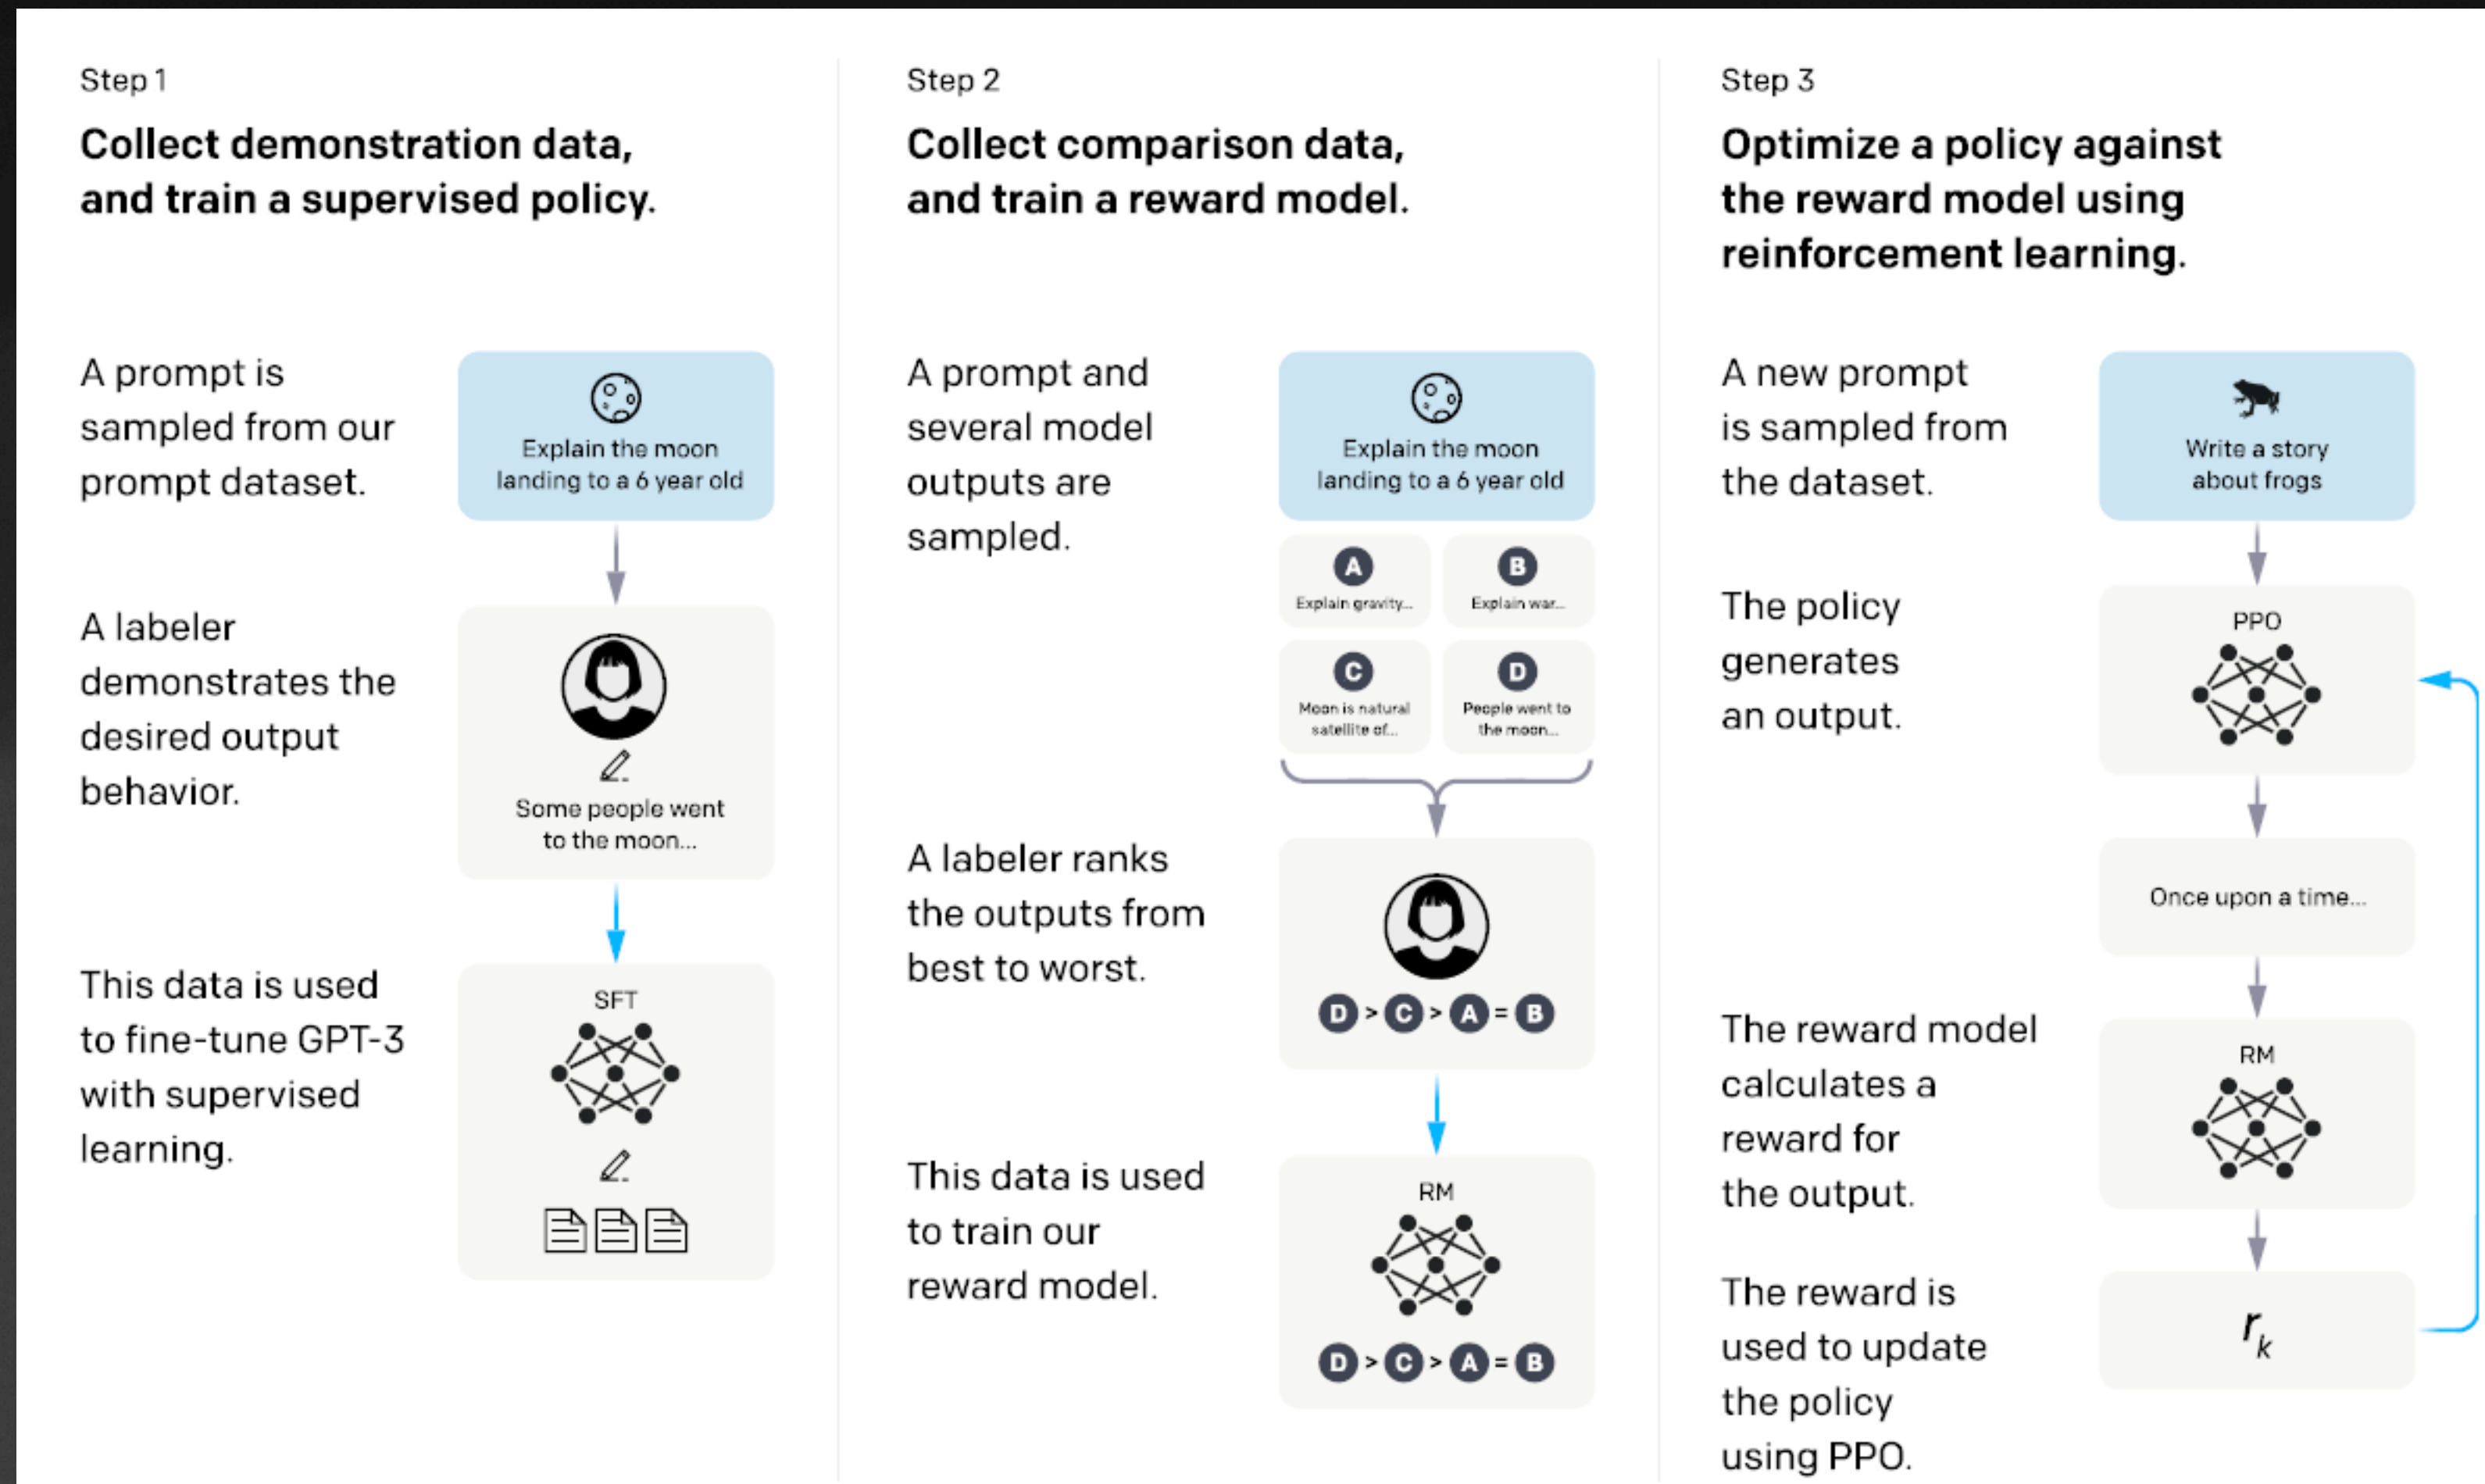 Step 1
Collect demonstration data,
and train a supervised policy.
A prompt is
sampled from our
prompt dataset.
Explain the moon
landing to a 6 year old
A labeler
demonstrates the
desired output
behavior.
Some people went
to the moon...
This data is used
to fine-tune GPT-3
with supervised
learning.
SFT
Step 2
Collect comparison data,
and train a reward model.
A prompt and
several model
outputs are
sampled.
Explain the moon
landing to a 6 year old
A
Explain gravity...
B
Explain war...
C
Moon is natural
satellite of...
D
People went to
the moon...
A labeler ranks
the outputs from
best to worst.
D > C > A = B
This data is used
to train our
reward model.
RM
D > C > A = B
Step 3
Optimize a policy against
the reward model using
reinforcement learning.
A new prompt
is sampled from
the dataset.
Write a story
about frogs
The policy
generates
an output.
PPO
Once upon a time...
The reward model
calculates a
reward for
the output.
RM
The reward is
used to update
the policy
using PPO.
rk